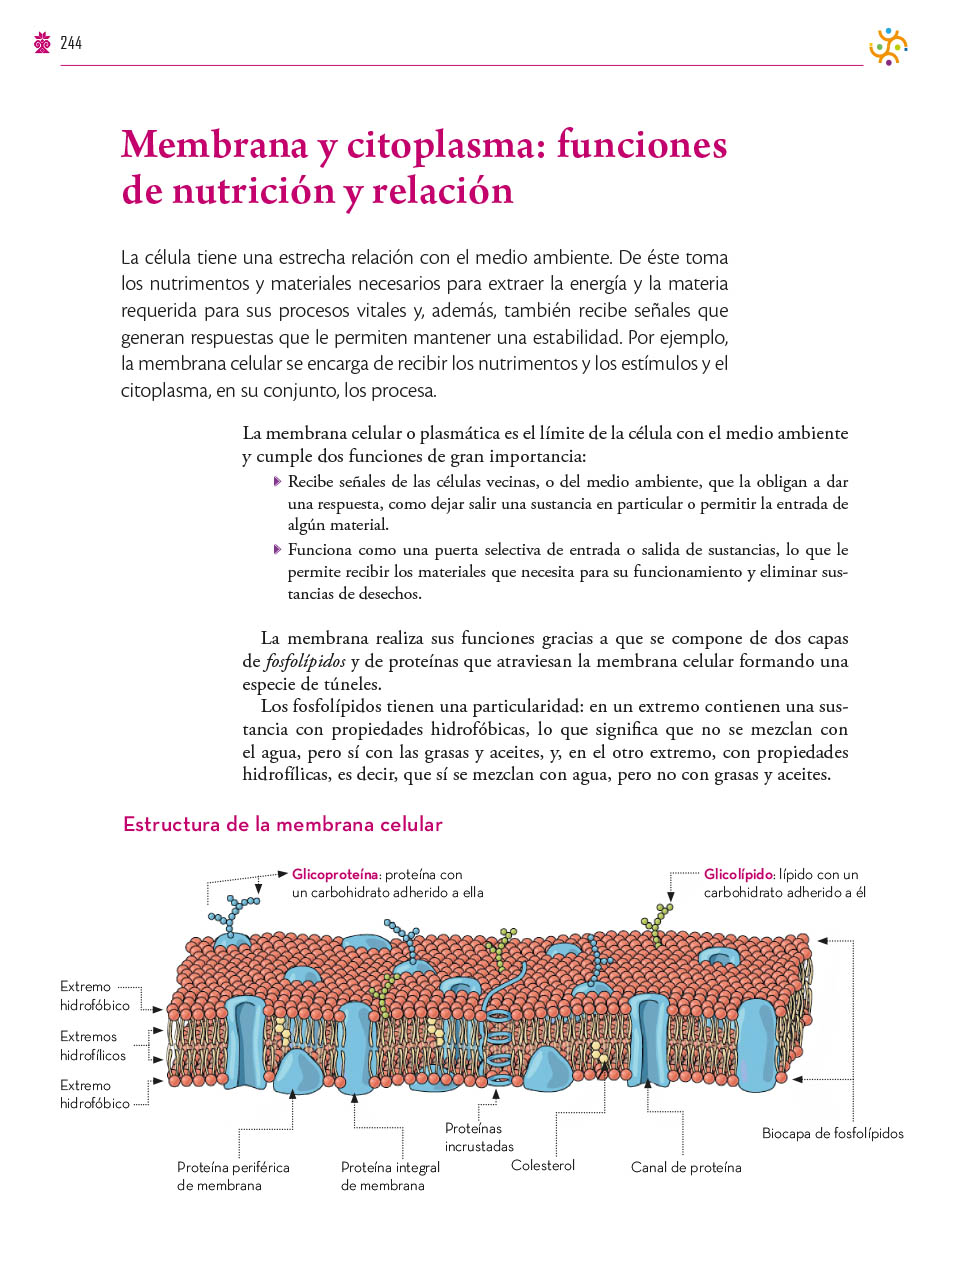 244
Membrana y citoplasma: funciones
de nutrición y relación
La célula tiene una estrecha relación con el medio ambiente. De éste toma
los nutrimentos y materiales necesarios para extraer la energía y la materia
requerida para sus procesos vitales y, además, también recibe señales que
generan respuestas que le permiten mantener una estabilidad. Por ejemplo,
la membrana celular se encarga de recibir los nutrimentos y los estímulos y el
citoplasma, en su conjunto, los procesa.
La membrana celular o plasmática es el límite de la célula con el medio ambiente
y cumple dos funciones de gran importancia:
Recibe señales de las células vecinas, o del medio ambiente, que la obligan a dar
una respuesta, como dejar salir una sustancia en particular o permitir la entrada de
algún material.
Funciona como una puerta selectiva de entrada o salida de sustancias, lo que le
permite recibir los materiales que necesita para su funcionamiento y eliminar sus-
tancias de desechos.
La membrana realiza sus funciones gracias a que se compone de dos capas
de fosfolípidos y de proteínas que atraviesan la membrana celular formando una
especie de túneles.
Los fosfolípidos tienen una particularidad: en un extremo contienen una sus-
tancia con propiedades hidrofóbicas, lo que significa que no se mezclan con
el agua, pero sí con las grasas y aceites, y, en el otro extremo, con propiedades
hidrofílicas, es decir, que sí se mezclan con agua, pero no con grasas y aceites.
Estructura de la membrana celular
Glicoproteína: proteína con
un carbohidrato adherido a ella
Glicolípido: lípido con un
carbohidrato adherido a él
Extremo
hidrofóbico
Extremos
hidrofílicos
Extremo
hidrofóbico
Proteína periférica
de membrana
Proteína integral
de membrana
Proteínas
incrustadas
Colesterol
Canal de proteína
Biocapa de fosfolípidos